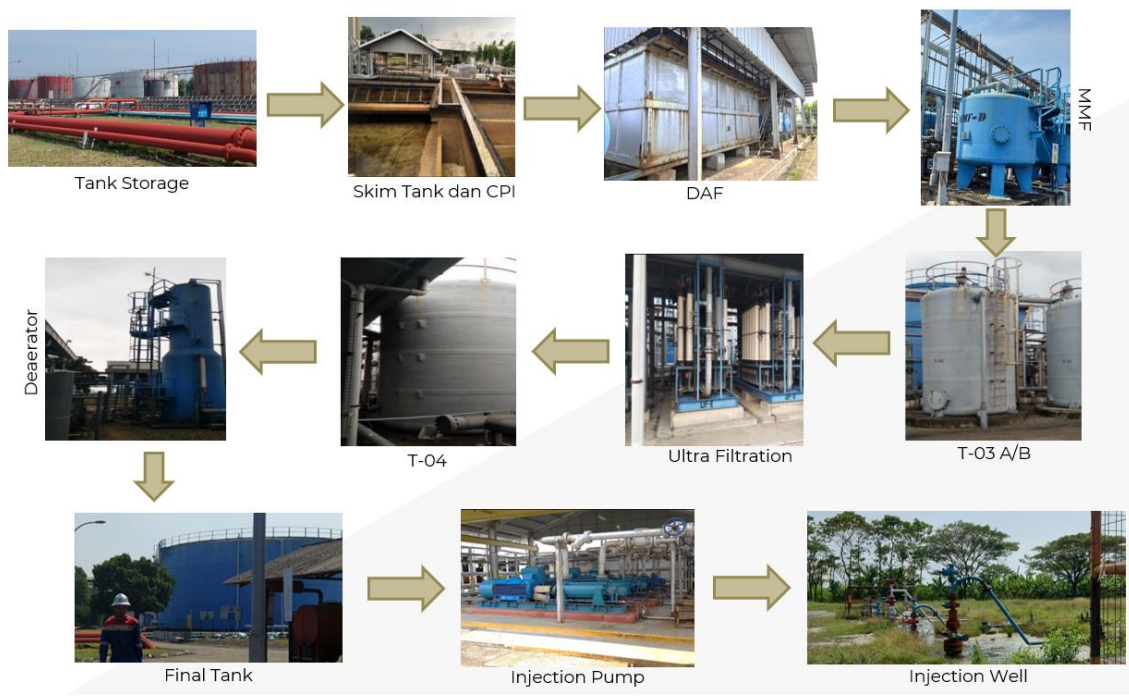 Tank Storage
Skim Tank dan CPI
DAF
MMF
MF-D
Deaerator
T-04
Ultra Filtration
T-03 A/B
Final Tank
Injection Pump
Injection Well